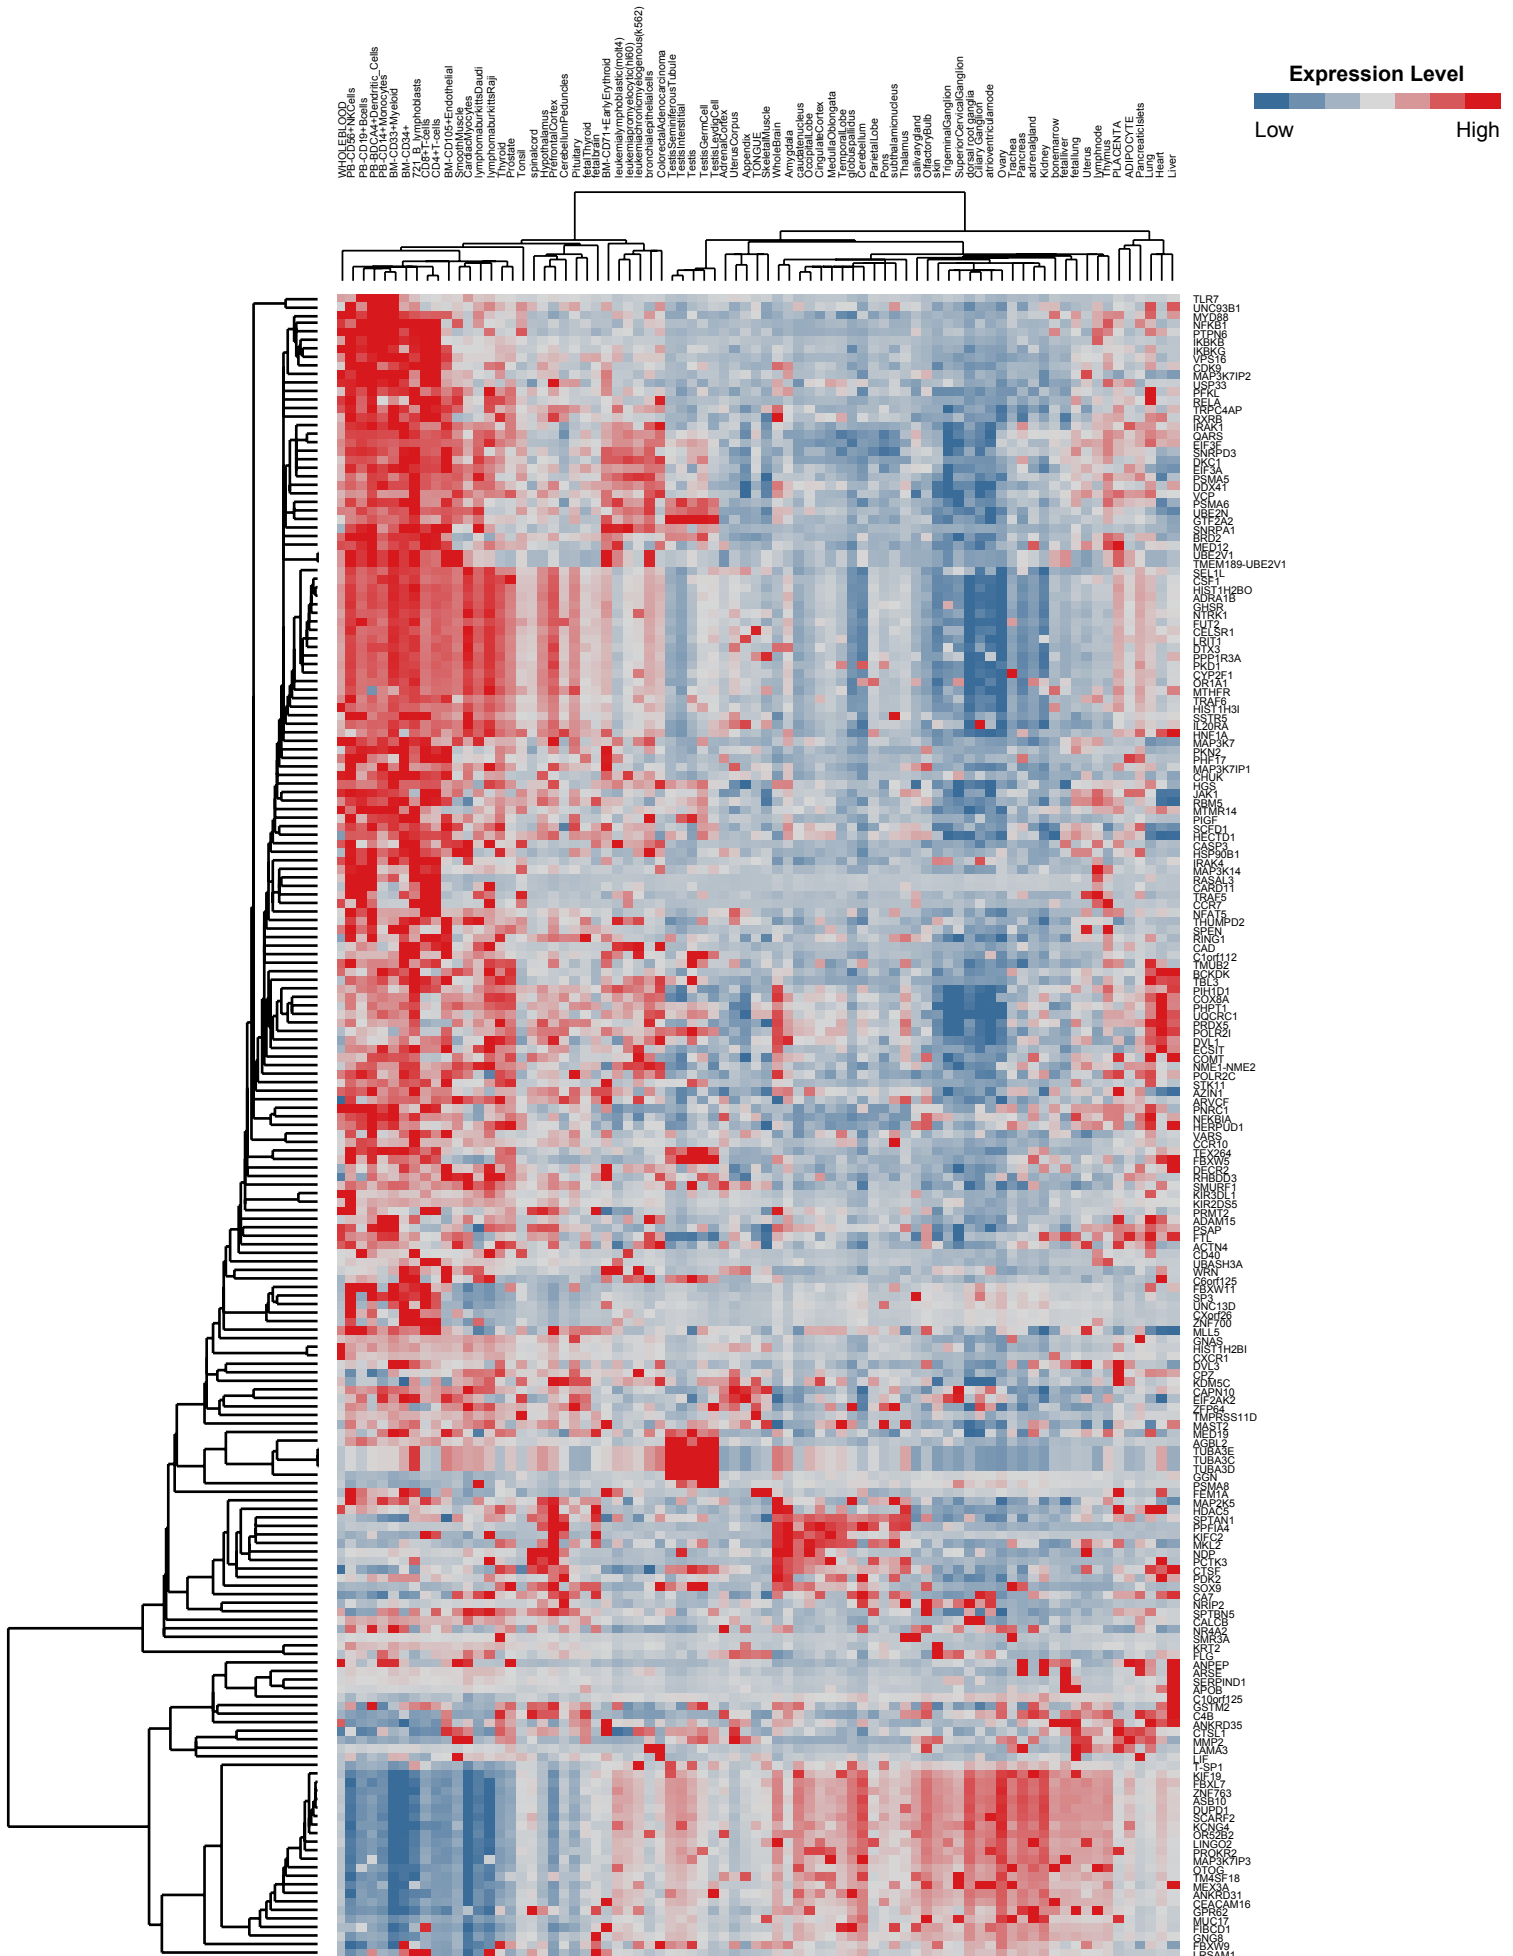 Expression Level
Low
High
WHOLEBLOOD
PB-CD56+NKCells
PB-CD19+Bcells
PB-BDCA4+Dendritic_Cells
PB-CD14+Monocytes
BM-CD33+Myeloid
BM-CD34+
721_B_lymphoblasts
CD8+T-cells
CD4+T-cells
BM-CD105+Endothelial
SmothMuscle
CardiacMyocytes
lymphomaburkittsDaudi
lymphomaburkittsRaji
Thyroid
Prostate
Tonsil
spinalcord
Hypothalamus
PrefrontalCortex
CerebellumPeduncles
Pituitary
fetalThyroid
fetalbrain
BM-CD71+EarlyErythroid
leukemialymphoblastic(molt4)
leukemiapromyelocytic(hl60)
leukemiachronicmyelogenous(k562)
bronchialepithelialcells
ColorectalAdenocarcinoma
TestisSeminiferousTubule
TestisInterstitial
Testis
TestisGermCell
TestisLeydigCell
AdrenalCortex
UterusCorpus
Appendix
TONGUE
SkeletalMuscle
WholeBrain
Amygdala
caudatenucleus
OccipitalLobe
CingulateCortex
MedullaOblongata
TemporalLobe
globuspallidus
Cerebellum
ParietalLobe
Pons
subthalamicnucleus
Thalamus
salivarygland
OlfactoryBulb
skin
TrigeminalGanglion
SuperiorCervicalGanglion
dorsal root ganglia
Ciliary Ganglion
atrioventricularnode
Ovary
Trachea
Pancreas
adrenalgland
Kidney
bonemarrow
fetalliver
fetallung
Uterus
lymphnode
Thymus
PLACENTA
ADIPOCYTE
PancreaticIslets
Lung
Heart
Liver
TLR7
UNC93B1
MYD88
NFKB1
PTPN6
IKBKB
IKBKG
VPS16
CDK9
MAP3K7IP2
USP33
PFKL
RELA
TRPC4AP
RXRB
IRAK1
QARS
EIF3F
SNRPD3
DKC1
EIF3A
PSMA5
DDX41
VCP
PSMA6
UBE2N
GTF2A2
SNRPA1
BRD2
MED12
UBE2V1
TMEM189-UBE2V1
SEL1L
CSF1
HIST1H2BO
ADRA1B
GHSR
NTRK1
FUT2
CELSR1
LRIT1
DTX3
PPP1R3A
PKD1
CYP2F1
OR1A1
MTHFR
TRAF6
HIST1H3I
SSTR5
IL20RA
HNF1A
MAP3K7
PKN2
PHF17
MAP3K7IP1
CHUK
HGS
JAK1
RBM5
MTMR14
PIGF
SCFD1
HECTD1
CASP3
HSP90B1
IRAK4
MAP3K14
RASAL3
CARD11
TRAF5
CCR7
NFAT5
THUMPD2
SPEN
RING1
CAD
C1orf112
TMUB2
BCKDK
TBL3
PIH1D1
COX8A
PHPT1
UQCRC1
PRDX5
POLR2I
DVL1
ECSIT
COMT
NME1-NME2
POLR2C
STK11
AZIN1
ARVCF
PNRC1
NFKBIA
HERPUD1
VARS
CCR10
TEX264
FBXW5
DECR2
RHBDD3
SMURF1
KIR3DL1
KIR2DS5
PRMT2
ADAM15
PSAP
FTL
ACTN4
CD40
UBASH3A
WRN
C6orf125
FBXW11
SP3
UNC13D
CXorf26
ZNF700
MLL5
GNAS
HIST1H2BI
CXCR1
DVL3
CPZ
KDM5C
CAPN10
EIF2AK2
ZFP64
TMPRSS11D
MAST2
MED19
AGBL2
TUBA3E
TUBA3C
TUBA3D
GGN
PSMA8
FEM1A
MAP2K5
HDAC5
SPTAN1
PPFIA4
KIFC2
MKL2
NDP
PCTK3
CTSF
PDK2
SOX9
CA7
NRIP2
SPTBN5
CALCB
NR4A2
SMR3A
KRT2
FLG
ANPEP
ARSE
SERPIND1
APOB
C10orf125
GSTM2
C4B
ANKRD35
CTSL1
MMP2
LAMA3
LIF
T-SP1
KIF19
FBXL7
ZNF763
ASB10
DUPD1
SCARF2
KCNG4
OR52B2
LINGO2
PROKR2
MAP3K7IP3
OTOG
TM4SF18
MEX3A
ANKRD31
CEACAM16
GPR62
MUC17
FIBCD1
GNG8
FBXW9
LRSAM1